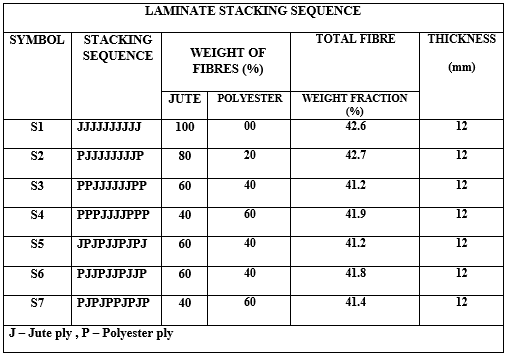 LAMINATE STACKING SEQUENCE
SYMBOL STACKING SEQUENCE WEIGHT OF FIBRES (%) TOTAL FIBRE THICKNESS (mm)
JUTE POLYESTER WEIGHT FRACTION (%)
S1 JJJJJJJJJJ 100 00 42.6 12
S2 PJJJJJJJJP 80 20 42.7 12
S3 PPJJJJJJPP 60 40 41.2 12
S4 PPPJJJJPPP 40 60 41.9 12
S5 JPJPJJPJPJ 60 40 41.2 12
S6 PJJPJJPJJP 60 40 41.8 12
S7 PJPJPPJPJP 40 60 41.4 12
J – Jute ply , P – Polyester ply